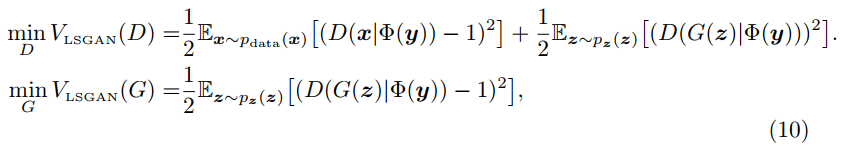 min_D V_LSGAN(D) = 1/2 𝔼_{x∼p_data(x)}[(D(x|Φ(y)) − 1)²] + 1/2 𝔼_{z∼p_z(z)}[(D(G(z)|Φ(y)))²].
min_G V_LSGAN(G) = 1/2 𝔼_{z∼p_z(z)}[(D(G(z)|Φ(y)) − 1)²],
(10)